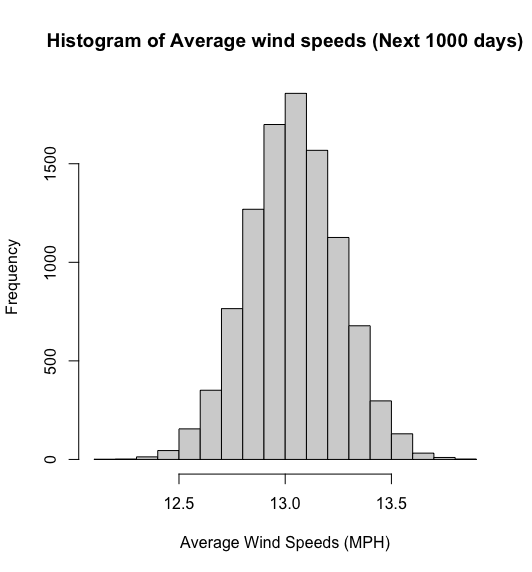 Histogram of Average wind speeds (Next 1000 days)
1500
1000
500
0
Frequency
12.5 13.0 13.5
Average Wind Speeds (MPH)